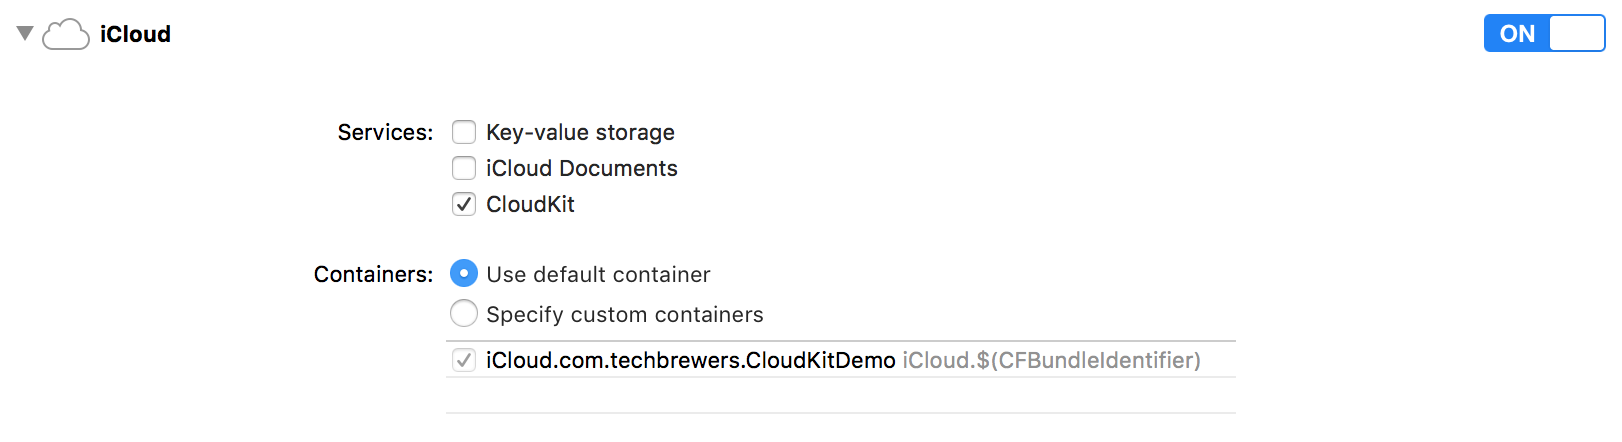 iCloud
ON
Services:
Key-value storage
iCloud Documents
CloudKit
Containers:
Use default container
Specify custom containers
iCloud.com.techbrewers.CloudKitDemo iCloud.$(CFBundleIdentifier)